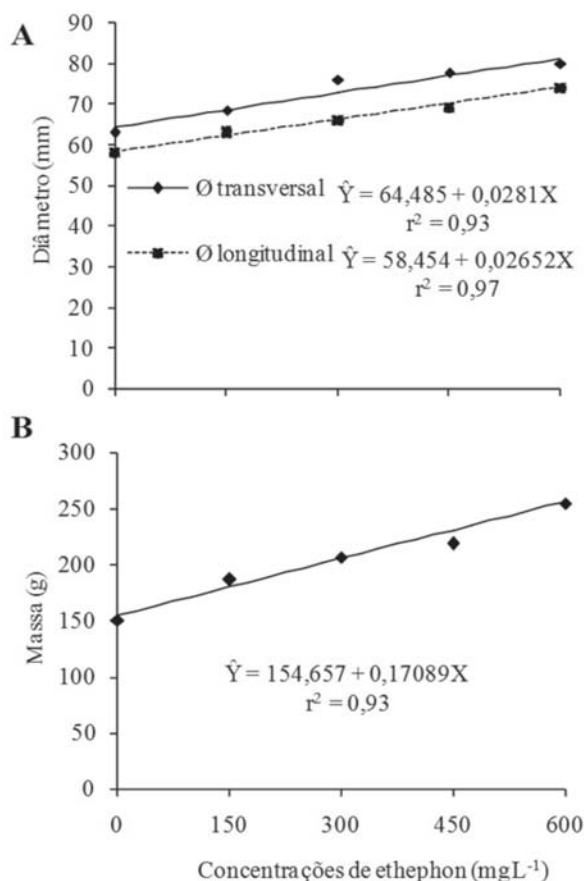 A
90
80
70
60
50
40
30
20
10
0
Diâmetro (mm)
Ø transversal Ŷ = 64,485 + 0,0281X
r² = 0,93
Ø longitudinal Ŷ = 58,454 + 0,02652X
r² = 0,97
B
300
250
200
150
100
50
0
Massa (g)
Ŷ = 154,657 + 0,17089X
r² = 0,93
0 150 300 450 600
Concentrações de ethephon (mgL⁻¹)